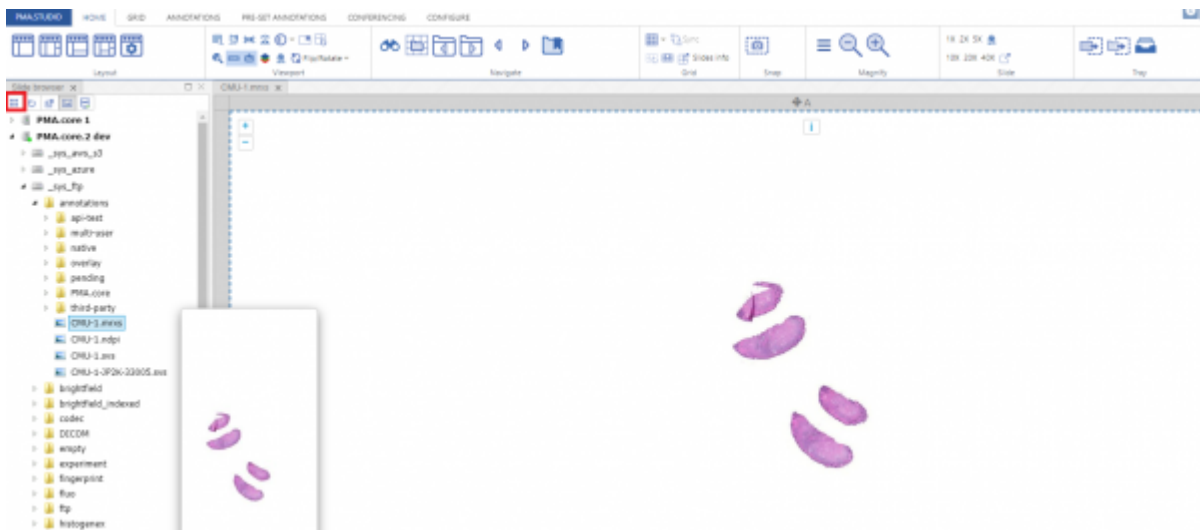 PMA.STUDIO HOME GRID ANNOTATIONS PRE-SET ANNOTATIONS CONFERENCING CONFIGURE
Sync
Flip/Rotate
Slides info
1X 2X 5X
10X 20X 40X
Layout Viewport Navigate Grid Snap Magnify Slide Tray
Slide browser x
CMU-1.mrxs x
A
PMA.core 1
PMA.core.2 dev
_sys_aws_s3
_sys_azure
_sys_ftp
annotations
api-test
multi-user
native
overlay
pending
PMA.core
third-party
CMU-1.mrxs
CMU-1.ndpi
CMU-1.svs
CMU-1-JP2K-33005.svs
brightfield
brightfield_indexed
codec
DICOM
empty
experiment
fingerprint
fluo
ftp
histogenex